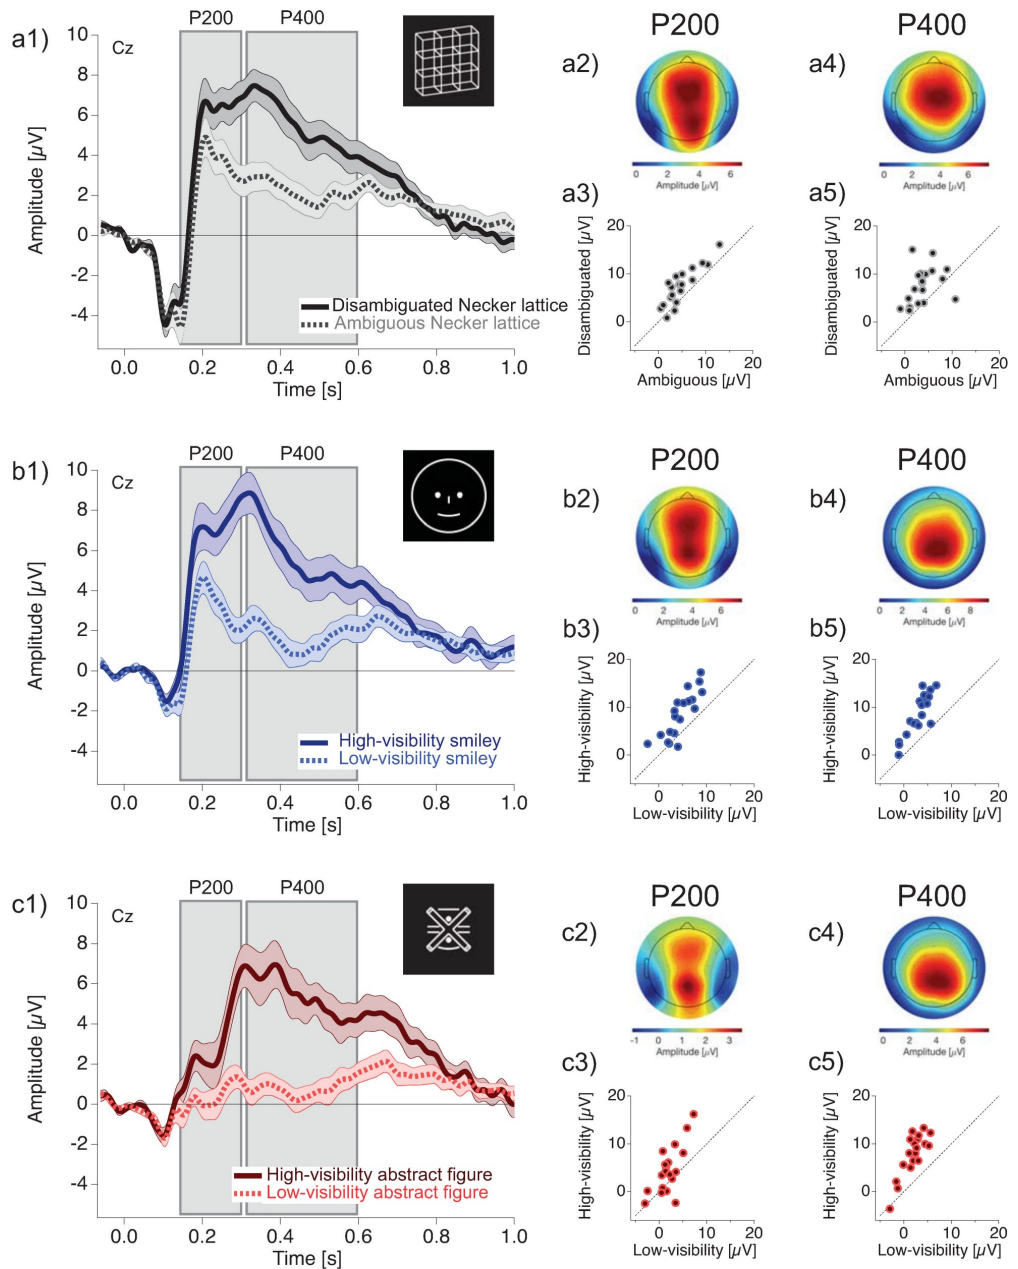 a1)
P200 P400
Cz
10
8
6
4
2
0
-2
-4
Amplitude [µV]
Disambiguated Necker lattice
Ambiguous Necker lattice
0.0 0.2 0.4 0.6 0.8 1.0
Time [s]
P200
a2)
0 2 4 6
Amplitude [µV]
P400
a4)
0 2 4 6
Amplitude [µV]
a3)
20
10
0
Disambiguated [µV]
0 10 20
Ambiguous [µV]
a5)
20
10
0
Disambiguated [µV]
0 10 20
Ambiguous [µV]
b1)
P200 P400
Cz
10
8
6
4
2
0
-2
-4
Amplitude [µV]
High-visibility smiley
Low-visibility smiley
0.0 0.2 0.4 0.6 0.8 1.0
Time [s]
P200
b2)
0 2 4 6
Amplitude [µV]
P400
b4)
0 2 4 6 8
Amplitude [µV]
b3)
20
10
0
High-visibility [µV]
0 10 20
Low-visibility [µV]
b5)
20
10
0
High-visibility [µV]
0 10 20
Low-visibility [µV]
c1)
P200 P400
Cz
10
8
6
4
2
0
-2
-4
Amplitude [µV]
High-visibility abstract figure
Low-visibility abstract figure
0.0 0.2 0.4 0.6 0.8 1.0
Time [s]
P200
c2)
-1 0 1 2 3
Amplitude [µV]
P400
c4)
0 2 4 6
Amplitude [µV]
c3)
20
10
0
High-visibility [µV]
0 10 20
Low-visibility [µV]
c5)
20
10
0
High-visibility [µV]
0 10 20
Low-visibility [µV]